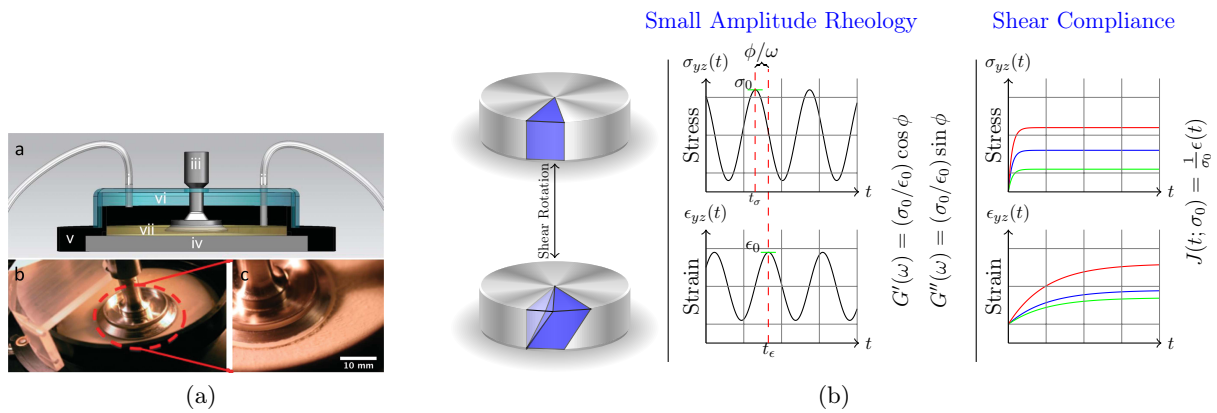 a
i
ii
iii
vi
vii
v
iv
b
c
10 mm
(a)
Small Amplitude Rheology
Shear Compliance
Shear Rotation
ϕ/ω
σyz(t)
σ0
Stress
t
tσ
ϵyz(t)
ϵ0
Strain
t
tϵ
G′(ω) = (σ0/ϵ0) cos ϕ
G″(ω) = (σ0/ϵ0) sin ϕ
σyz(t)
Stress
t
ϵyz(t)
Strain
t
J(t; σ0) = 1/σ0 ϵ(t)
(b)